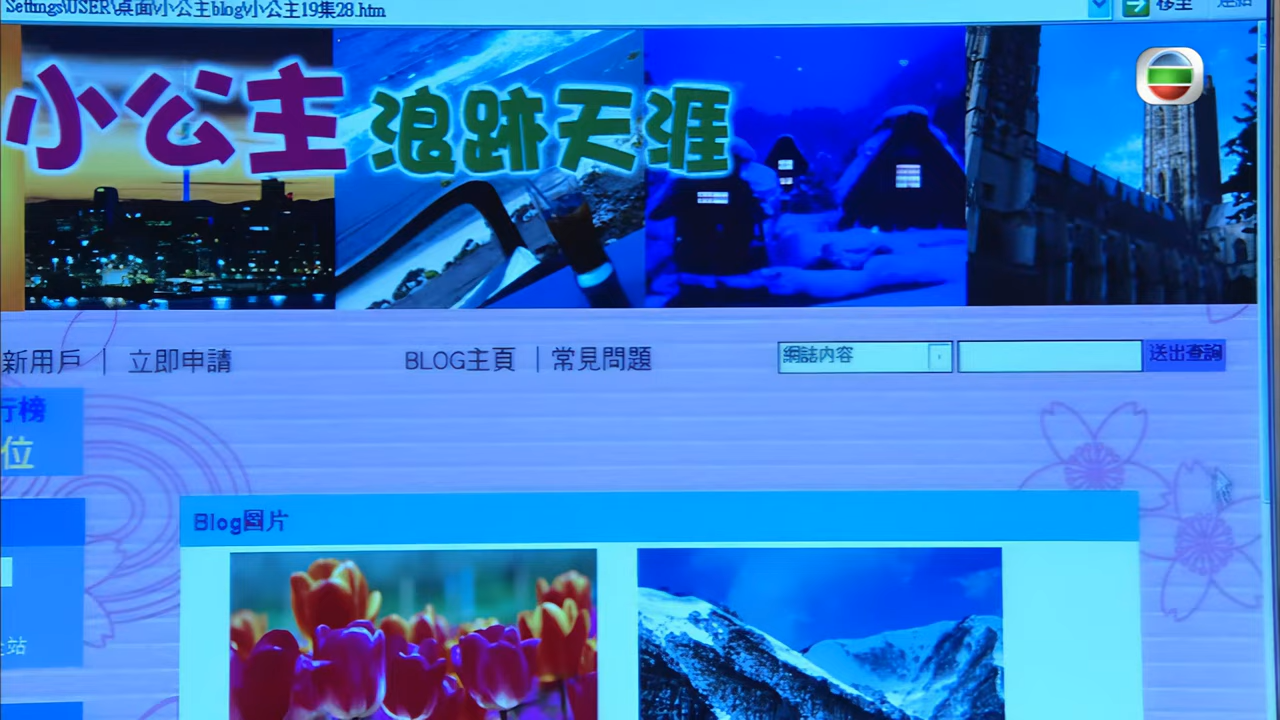 Settings\USER\桌面\小公主blog\小公主19集28.htm
移至
連結
小公主 浪跡天涯
新用戶 | 立即申請
BLOG主頁 | 常見問題
網誌內容
送出查詢
行榜
位
Blog圖片
站